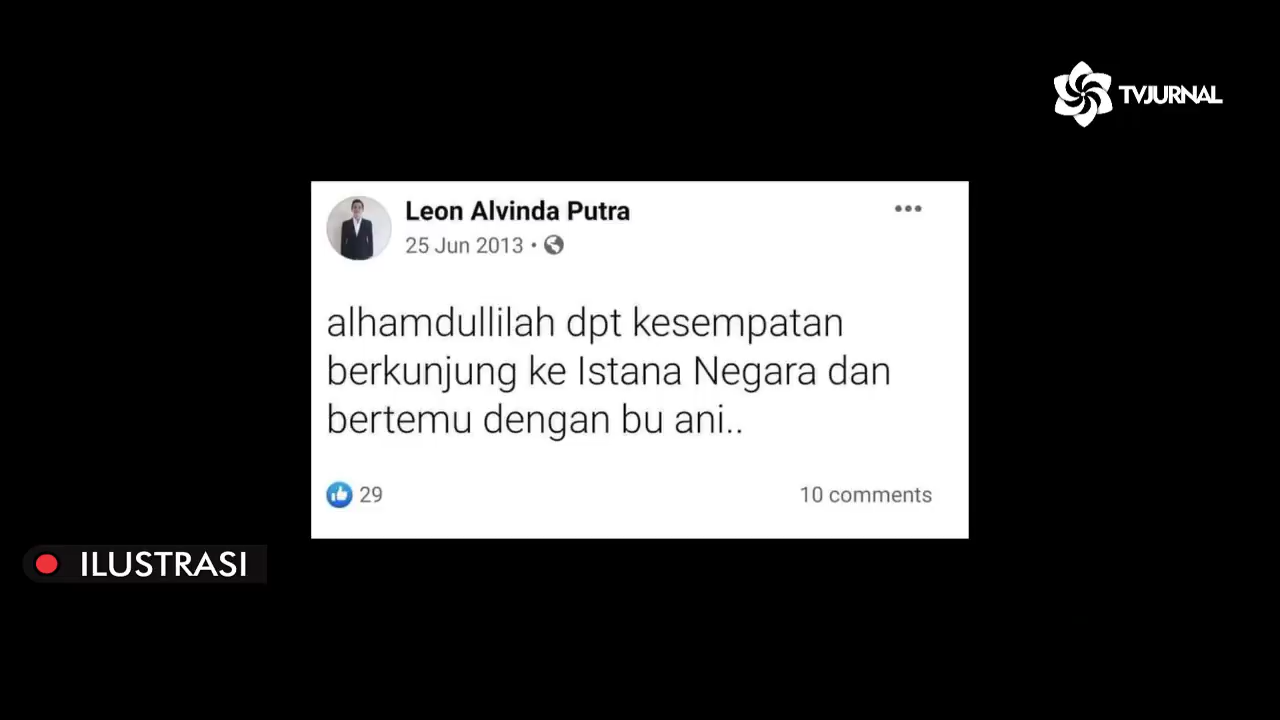 TVJURNAL
Leon Alvinda Putra
25 Jun 2013 •
alhamdullilah dpt kesempatan
berkunjung ke Istana Negara dan
bertemu dengan bu ani..
29
10 comments
ILUSTRASI